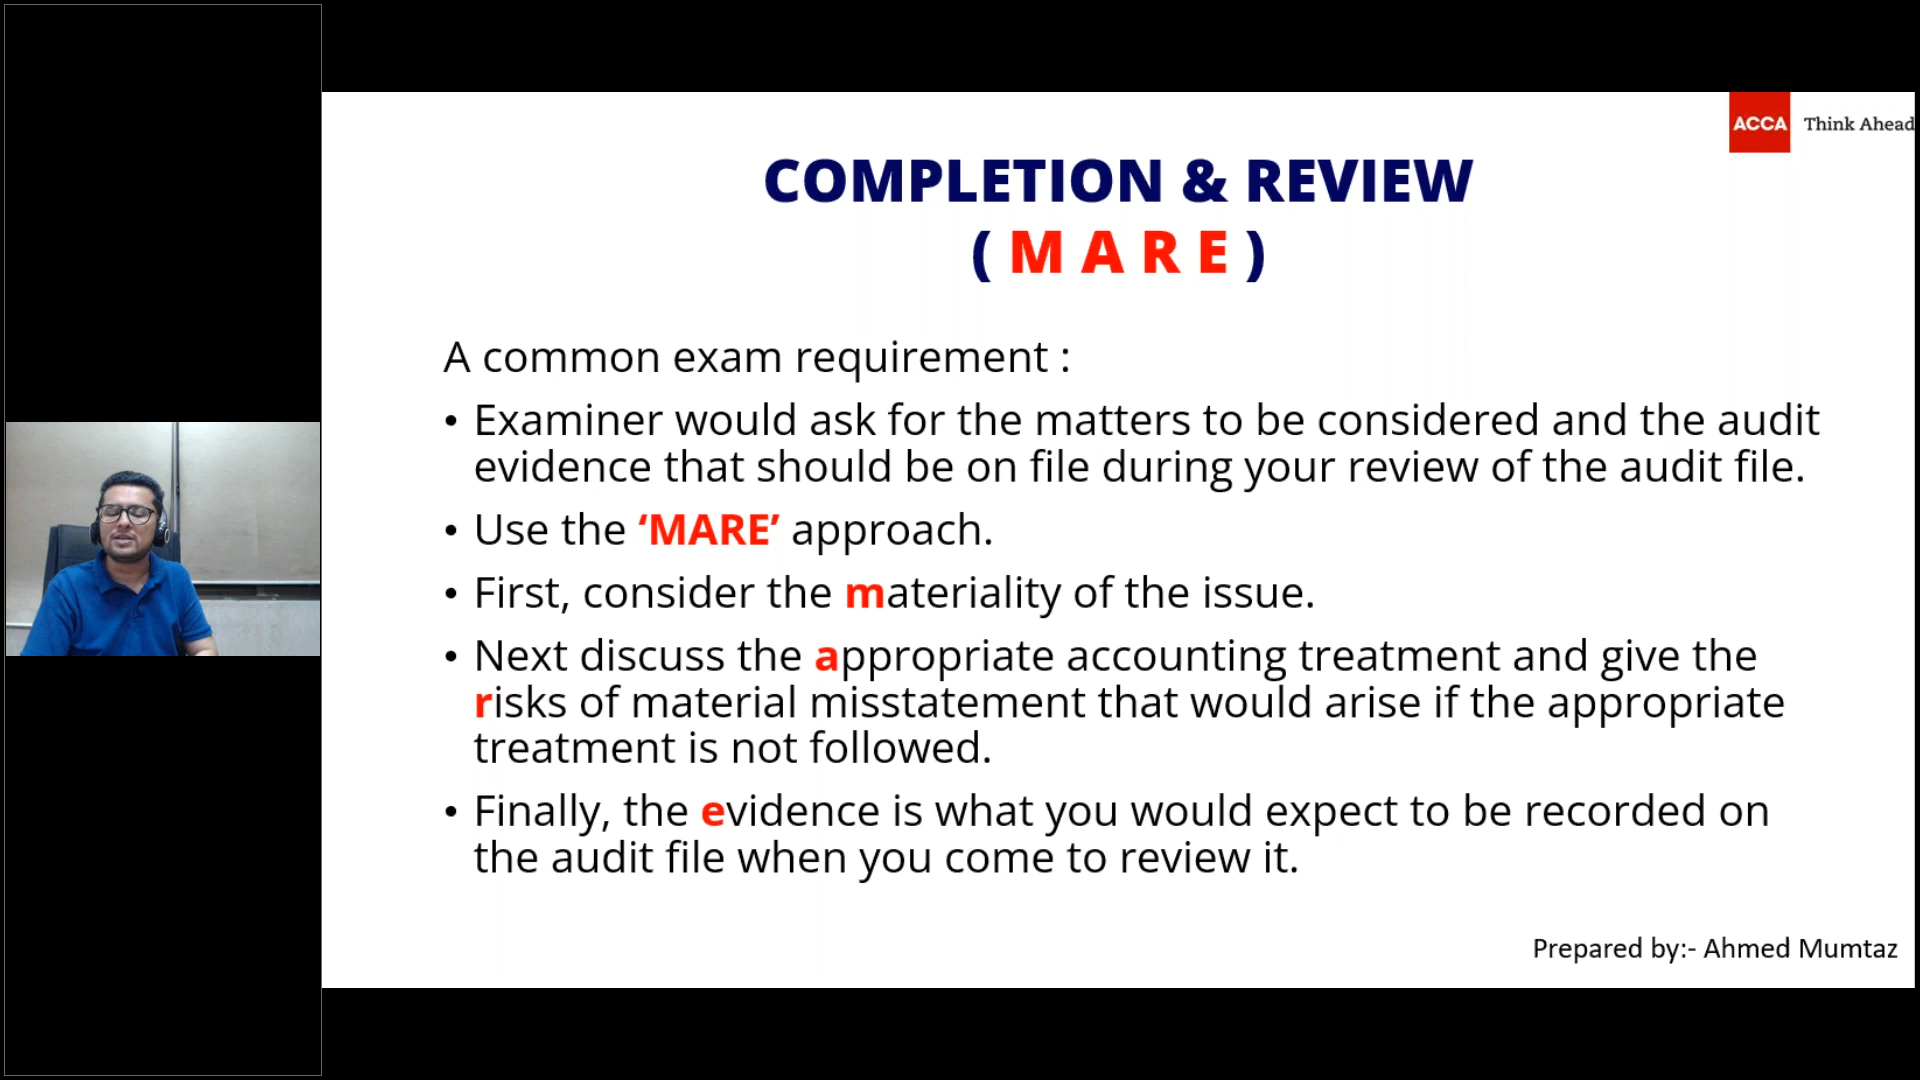 ACCA Think Ahead
COMPLETION & REVIEW
( M A R E )
A common exam requirement :
• Examiner would ask for the matters to be considered and the audit
evidence that should be on file during your review of the audit file.
• Use the ‘MARE’ approach.
• First, consider the materiality of the issue.
• Next discuss the appropriate accounting treatment and give the
risks of material misstatement that would arise if the appropriate
treatment is not followed.
• Finally, the evidence is what you would expect to be recorded on
the audit file when you come to review it.
Prepared by:- Ahmed Mumtaz